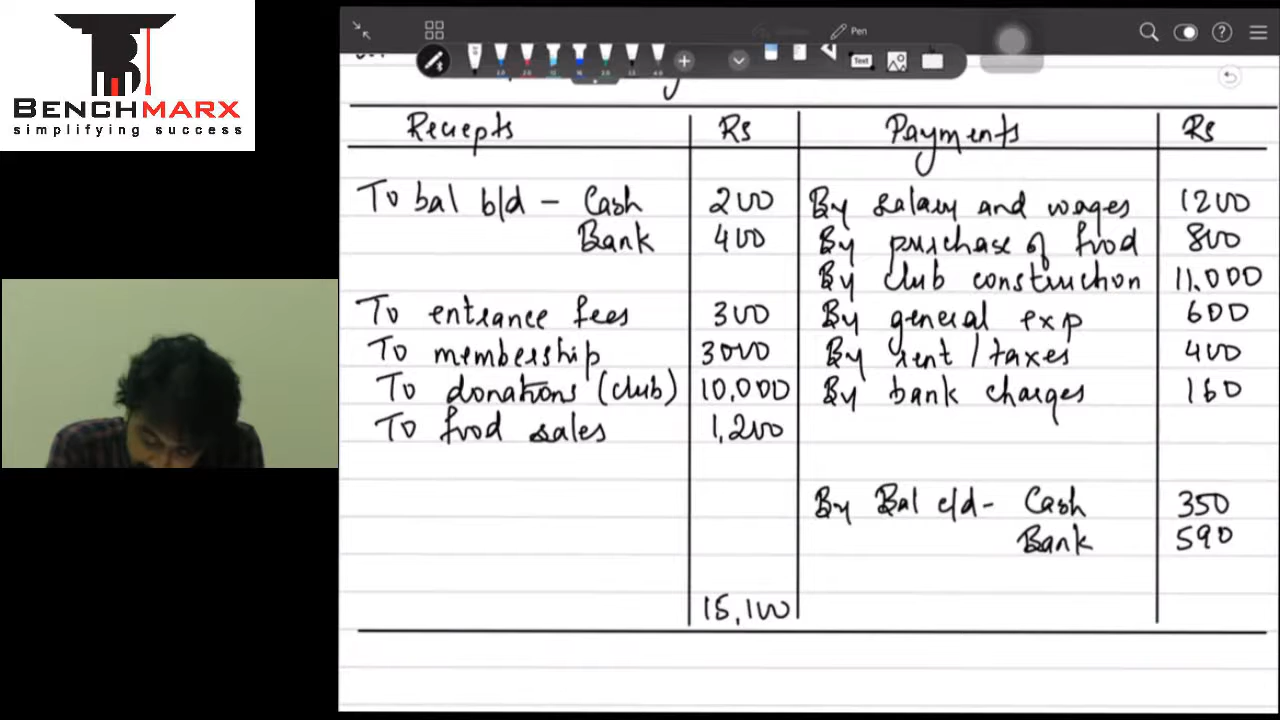 BENCHMARX
simplifying success
Pen
Text
Reciepts Rs Payments Rs
To bal b/d - Cash 200 By salary and wages 1200
Bank 400 By purchase of food 800
By club construction 11,000
To entrance fees 300 By general exp 600
To membership 3000 By rent / taxes 400
To donations (club) 10,000 By bank charges 160
To food sales 1,200
By Bal c/d - Cash 350
Bank 590
15,100